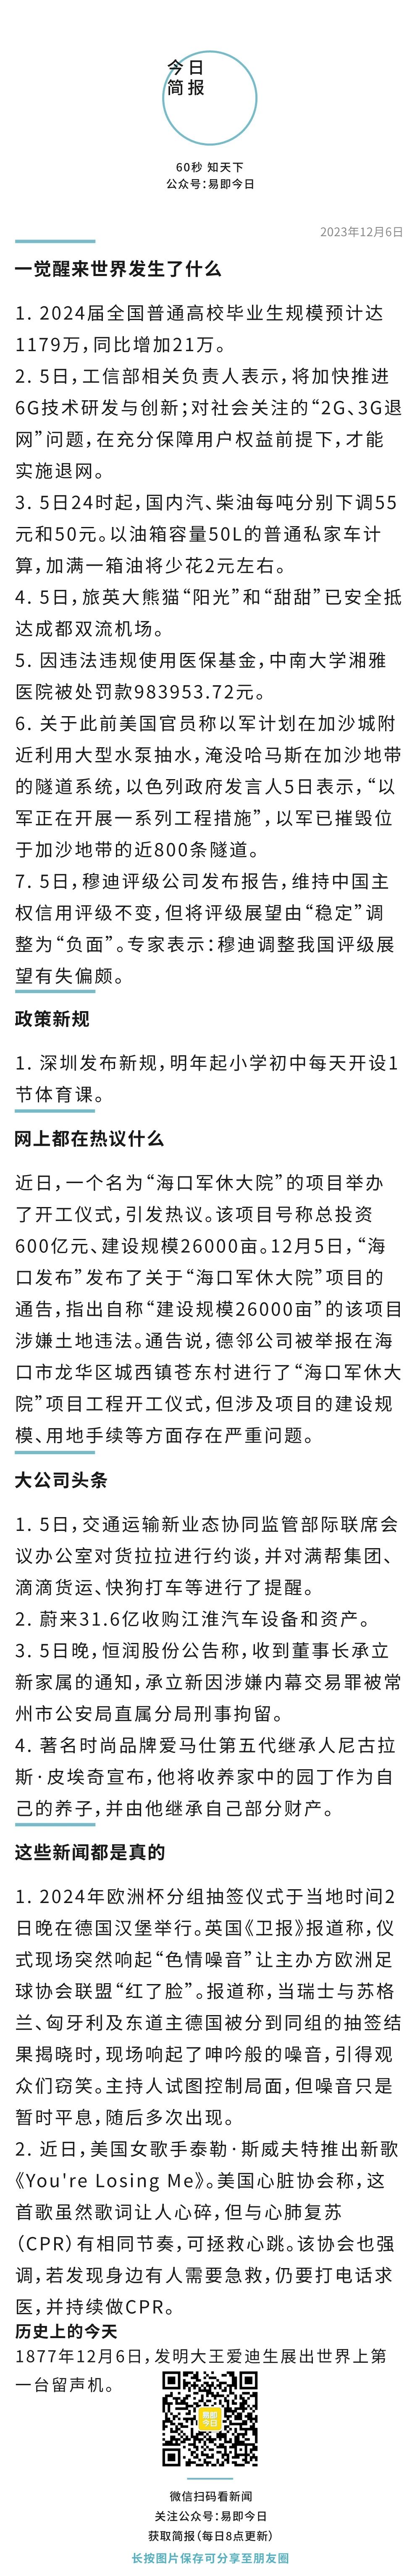 今日
简报
60秒 知天下
公众号：易即今日
2023年12月6日
一觉醒来世界发生了什么
1. 2024届全国普通高校毕业生规模预计达
1179万，同比增加21万。
2. 5日，工信部相关负责人表示，将加快推进
6G技术研发与创新；对社会关注的“2G、3G退
网”问题，在充分保障用户权益前提下，才能
实施退网。
3. 5日24时起，国内汽、柴油每吨分别下调55
元和50元。以油箱容量50L的普通私家车计
算，加满一箱油将少花2元左右。
4. 5日，旅英大熊猫“阳光”和“甜甜”已安全抵
达成都双流机场。
5. 因违法违规使用医保基金，中南大学湘雅
医院被处罚款983953.72元。
6. 关于此前美国官员称以军计划在加沙城附
近利用大型水泵抽水，淹没哈马斯在加沙地带
的隧道系统，以色列政府发言人5日表示，“以
军正在开展一系列工程措施”，以军已摧毁位
于加沙地带的近800条隧道。
7. 5日，穆迪评级公司发布报告，维持中国主
权信用评级不变，但将评级展望由“稳定”调
整为“负面”。专家表示：穆迪调整我国评级展
望有失偏颇。
政策新规
1. 深圳发布新规，明年起小学初中每天开设1
节体育课。
网上都在热议什么
近日，一个名为“海口军休大院”的项目举办
了开工仪式，引发热议。该项目号称总投资
600亿元、建设规模26000亩。12月5日，“海
口发布”发布了关于“海口军休大院”项目的
通告，指出自称“建设规模26000亩”的该项目
涉嫌土地违法。通告说，德邻公司被举报在海
口市龙华区城西镇苍东村进行了“海口军休大
院”项目工程开工仪式，但涉及项目的建设规
模、用地手续等方面存在严重问题。
大公司头条
1. 5日，交通运输新业态协同监管部际联席会
议办公室对货拉拉进行约谈，并对满帮集团、
滴滴货运、快狗打车等进行了提醒。
2. 蔚来31.6亿收购江淮汽车设备和资产。
3. 5日晚，恒润股份公告称，收到董事长承立
新家属的通知，承立新因涉嫌内幕交易罪被常
州市公安局直属分局刑事拘留。
4. 著名时尚品牌爱马仕第五代继承人尼古拉
斯·皮埃奇宣布，他将收养家中的园丁作为自
己的养子，并由他继承自己部分财产。
这些新闻都是真的
1. 2024年欧洲杯分组抽签仪式于当地时间2
日晚在德国汉堡举行。英国《卫报》报道称，仪
式现场突然响起“色情噪音”让主办方欧洲足
球协会联盟“红了脸”。报道称，当瑞士与苏格
兰、匈牙利及东道主德国被分到同组的抽签结
果揭晓时，现场响起了呻吟般的噪音，引得观
众们窃笑。主持人试图控制局面，但噪音只是
暂时平息，随后多次出现。
2. 近日，美国女歌手泰勒·斯威夫特推出新歌
《You're Losing Me》。美国心脏协会称，这
首歌虽然歌词让人心碎，但与心肺复苏
（CPR）有相同节奏，可拯救心跳。该协会也强
调，若发现身边有人需要急救，仍要打电话求
医，并持续做CPR。
历史上的今天
1877年12月6日，发明大王爱迪生展出世界上第
一台留声机。
易即
今日
微信扫码看新闻
关注公众号：易即今日
获取简报（每日8点更新）
长按图片保存可分享至朋友圈